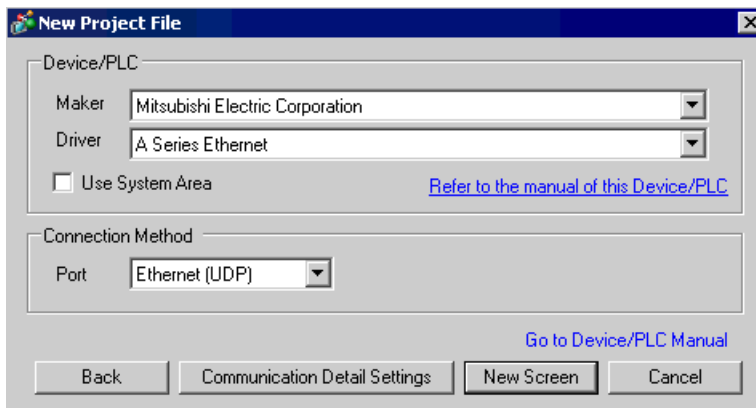 New Project File
Device/PLC
Maker Mitsubishi Electric Corporation
Driver A Series Ethernet
Use System Area Refer to the manual of this Device/PLC
Connection Method
Port Ethernet (UDP)
Go to Device/PLC Manual
Back Communication Detail Settings New Screen Cancel